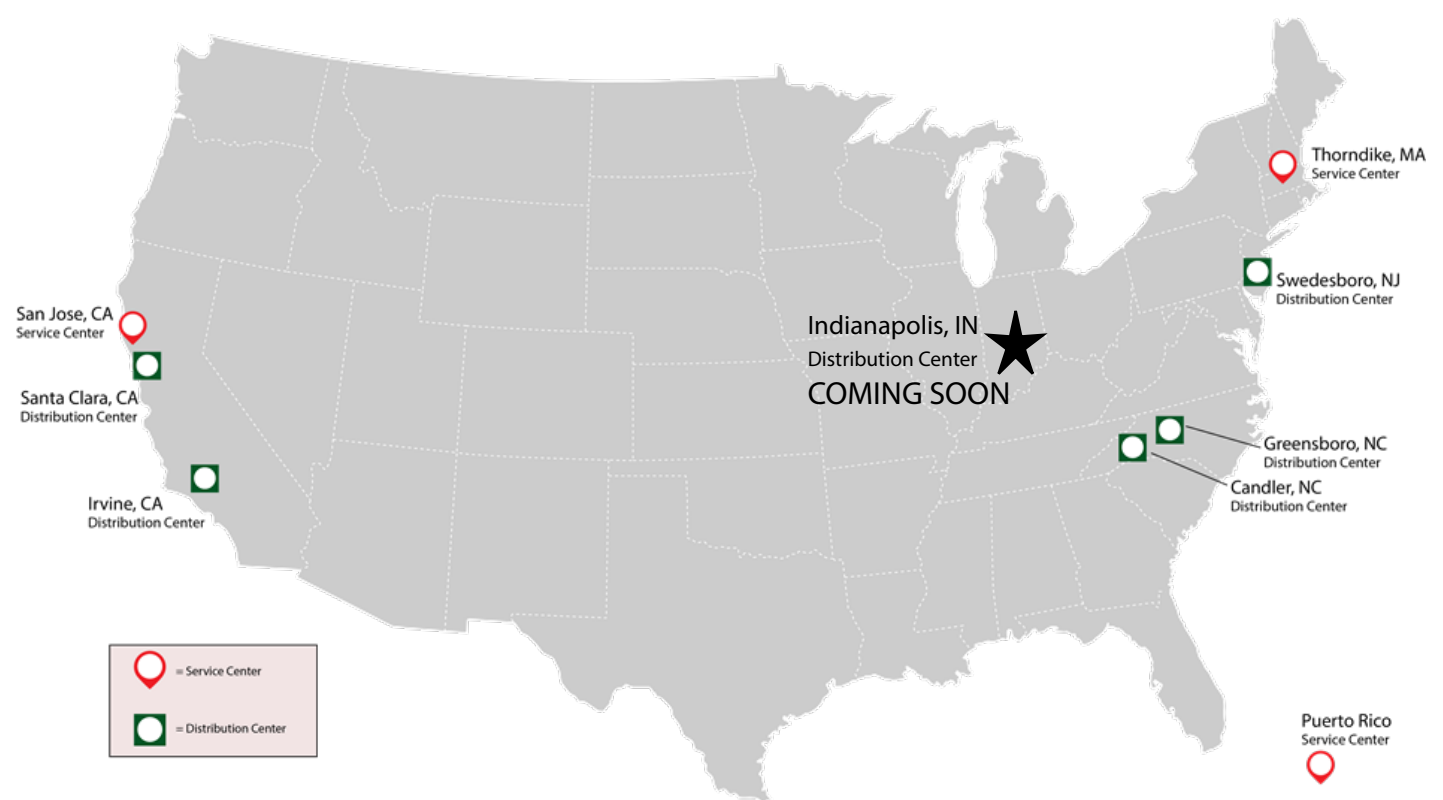 Thorndike, MA
Service Center
Swedesboro, NJ
Distribution Center
San Jose, CA
Service Center
Indianapolis, IN
Distribution Center
COMING SOON
Santa Clara, CA
Distribution Center
Greensboro, NC
Distribution Center
Candler, NC
Distribution Center
Irvine, CA
Distribution Center
= Service Center
= Distribution Center
Puerto Rico
Service Center